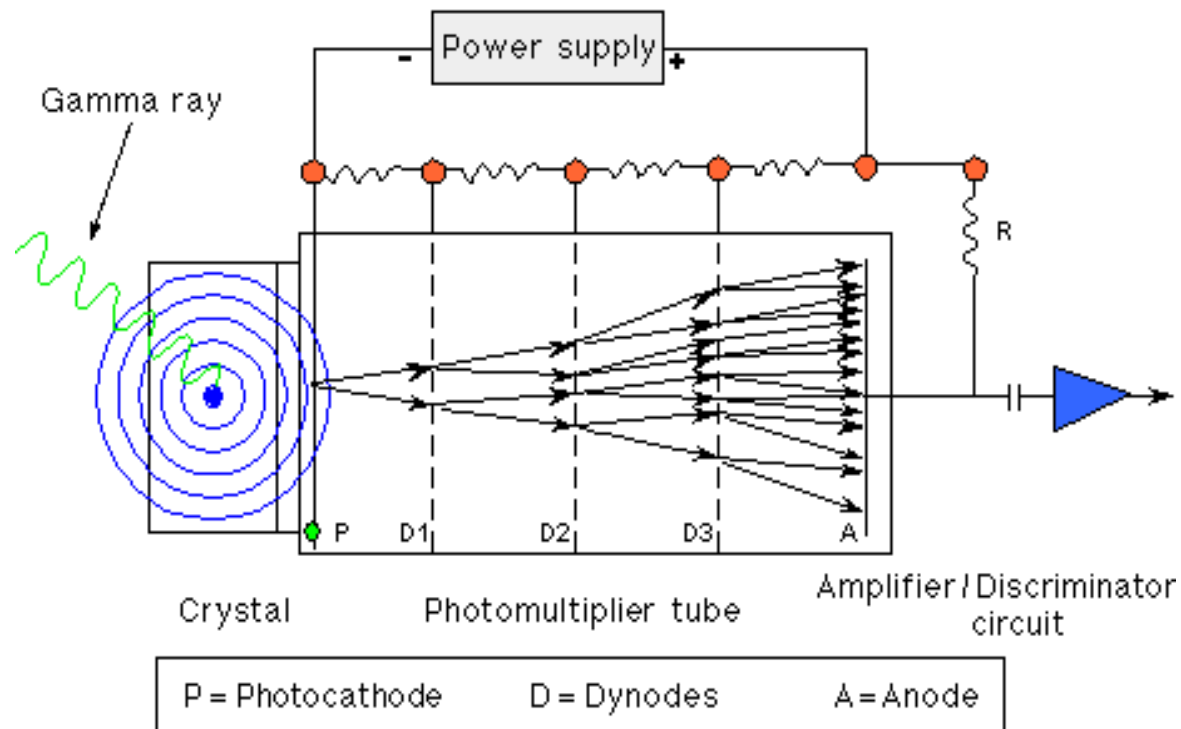 Power supply
-
+
Gamma ray
R
P
D1
D2
D3
A
Crystal
Photomultiplier tube
Amplifier/Discriminator
circuit
P = Photocathode D = Dynodes A = Anode